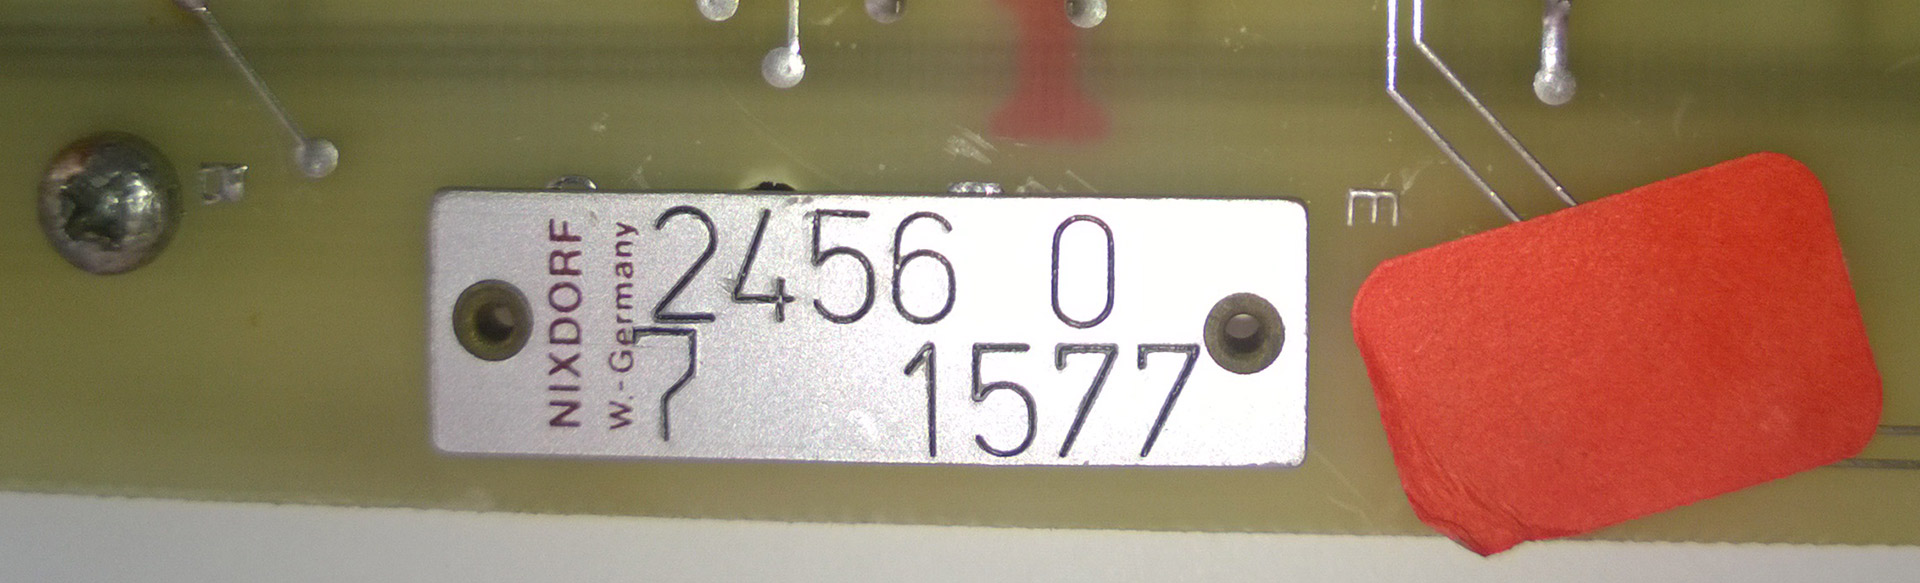 NIXDORF
W.-Germany
2456 0
7 1577
E